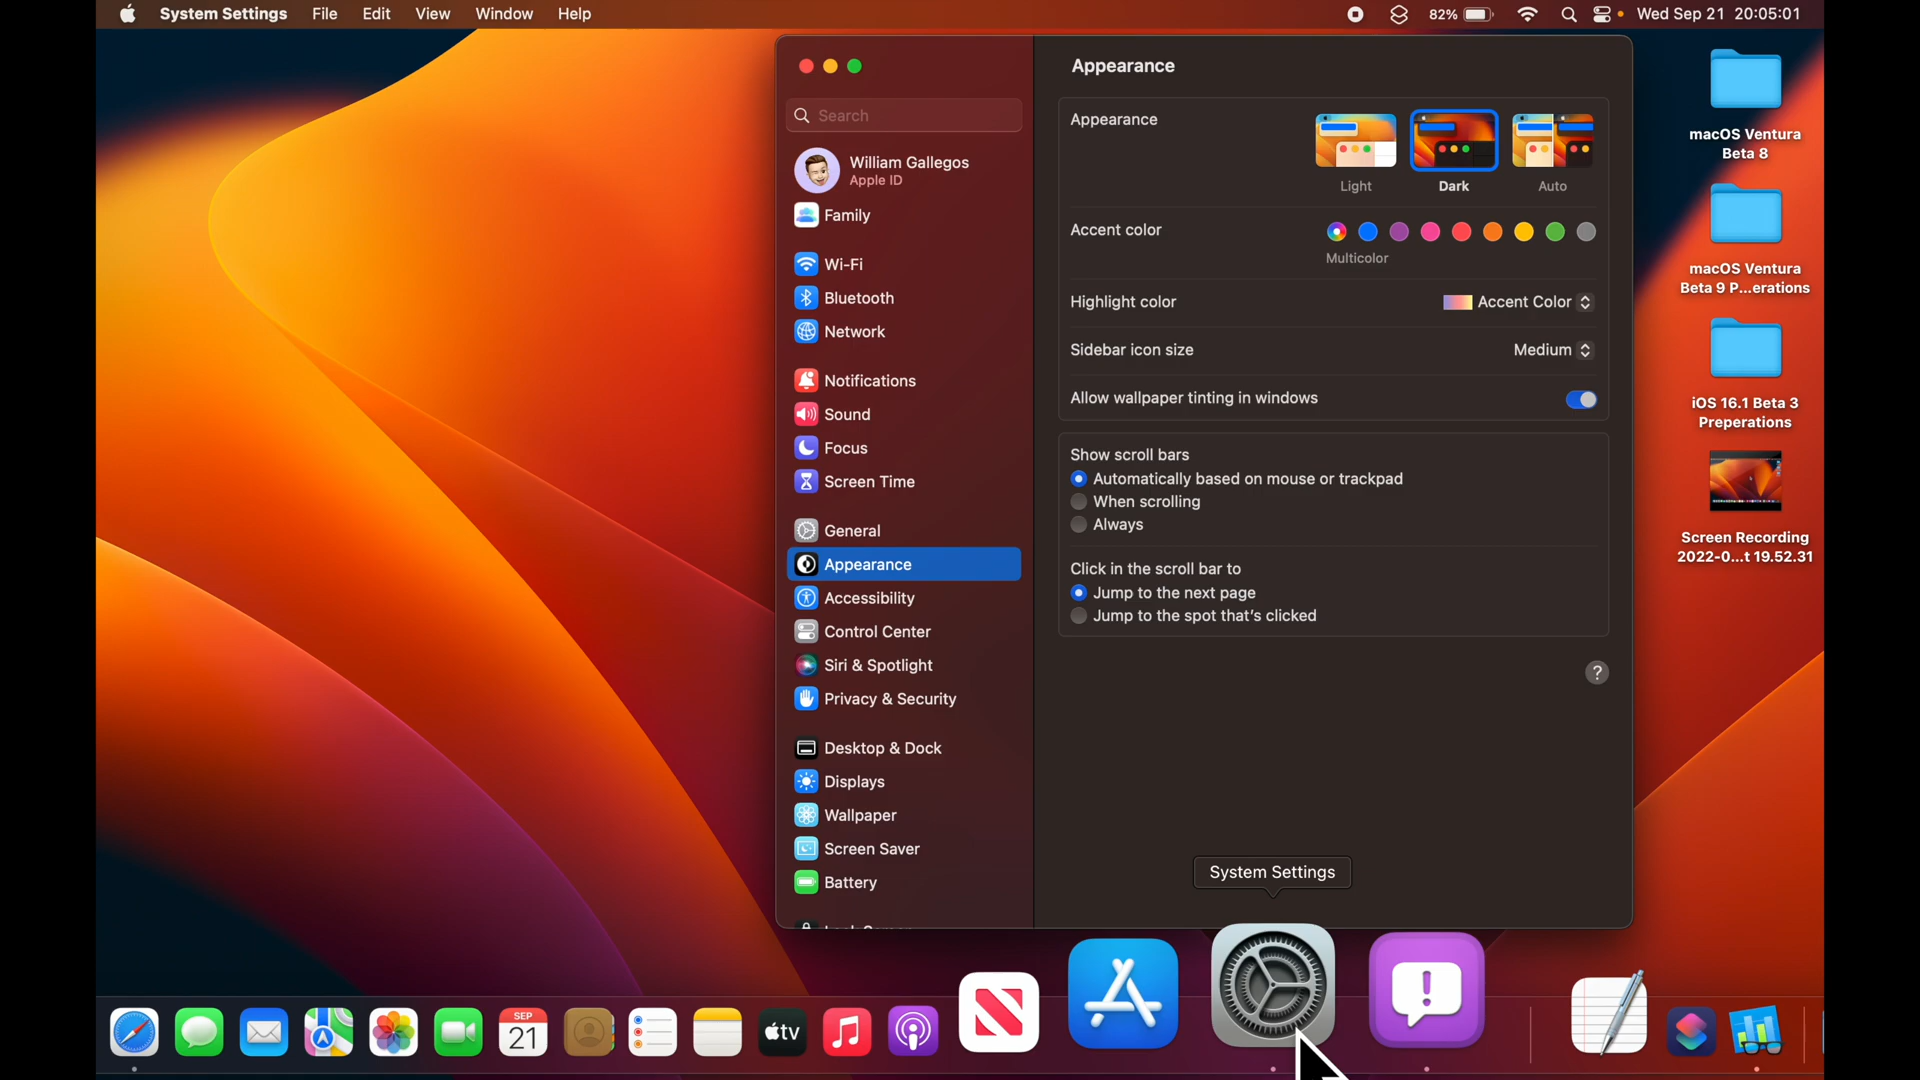 System Settings File Edit View Window Help 82% Wed Sep 21 20:05:01
Search
William Gallegos
Apple ID
Family
Wi-Fi
Bluetooth
Network
Notifications
Sound
Focus
Screen Time
General
Appearance
Accessibility
Control Center
Siri & Spotlight
Privacy & Security
Desktop & Dock
Displays
Wallpaper
Screen Saver
Battery
Appearance
Appearance
Light Dark Auto
Accent color
Multicolor
Highlight color Accent Color
Sidebar icon size Medium
Allow wallpaper tinting in windows
Show scroll bars
Automatically based on mouse or trackpad
When scrolling
Always
Click in the scroll bar to
Jump to the next page
Jump to the spot that's clicked
?
macOS Ventura
Beta 8
macOS Ventura
Beta 9 P...erations
iOS 16.1 Beta 3
Preperations
Screen Recording
2022-0...t 19.52.31
System Settings
SEP
21
tv